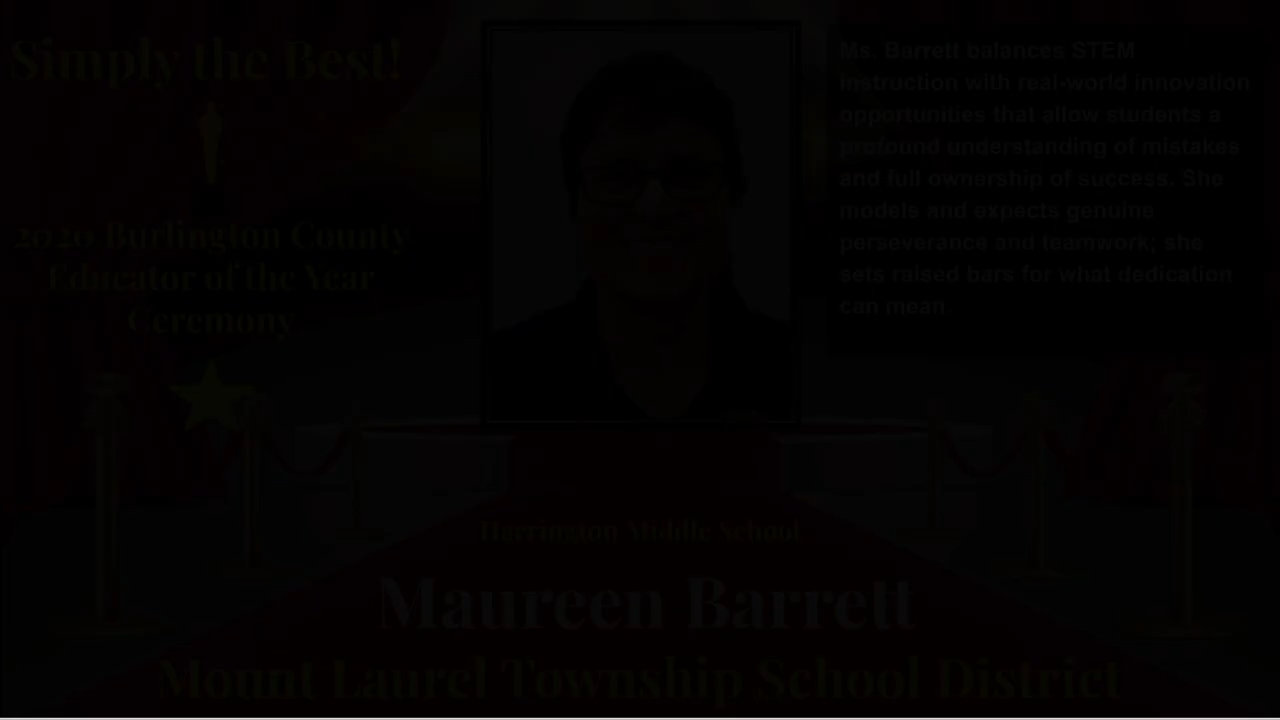 Simply the Best!
2020 Burlington County
Educator of the Year
Ceremony
Ms. Barrett balances STEM
instruction with real-world innovation
opportunities that allow students a
profound understanding of mistakes
and full ownership of success. She
models and expects genuine
perseverance and teamwork; she
sets raised bars for what dedication
can mean.
Harrington Middle School
Maureen Barrett
Mount Laurel Township School District